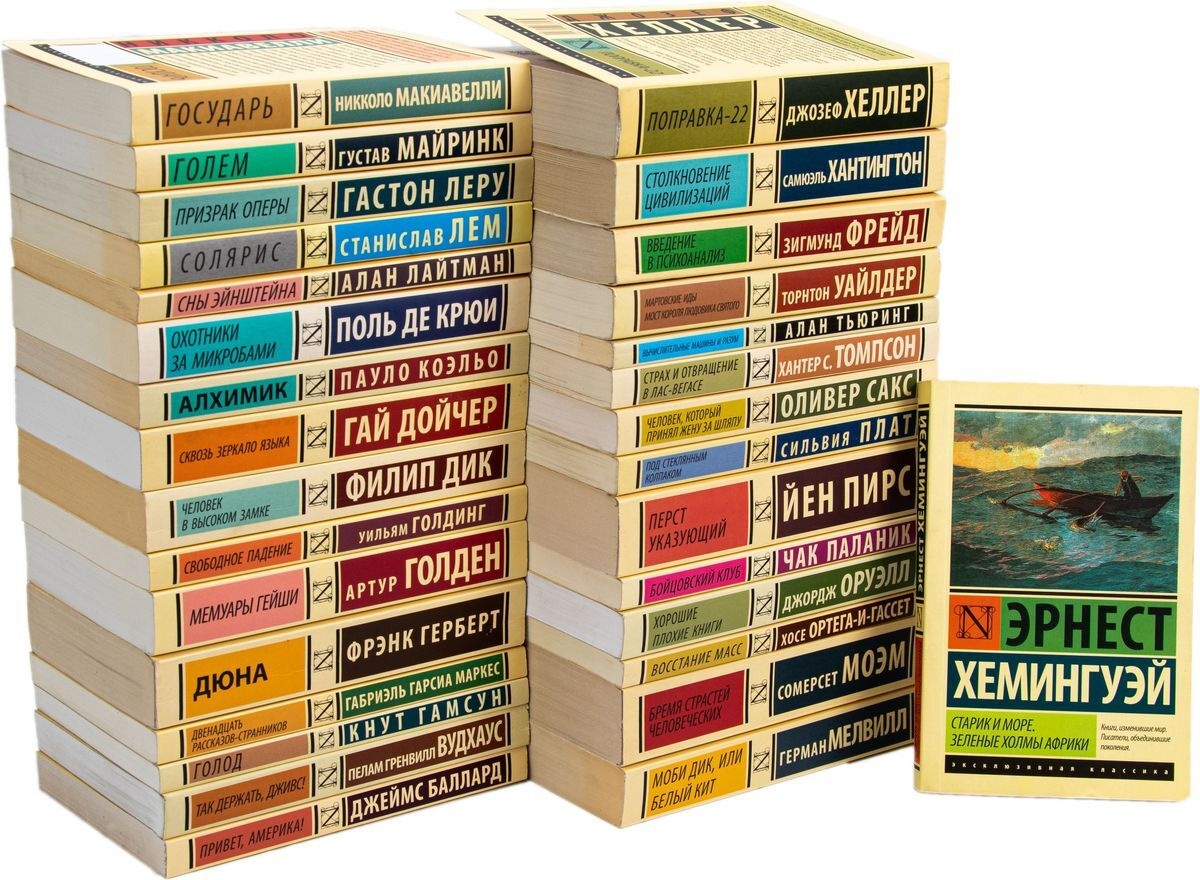 НИККОЛО
МАКИАВЕЛЛИ
ГОСУДАРЬ
НИККОЛО МАКИАВЕЛЛИ
ГОЛЕМ
ГУСТАВ МАЙРИНК
ПРИЗРАК ОПЕРЫ
ГАСТОН ЛЕРУ
СОЛЯРИС
СТАНИСЛАВ ЛЕМ
СНЫ ЭЙНШТЕЙНА
АЛАН ЛАЙТМАН
ОХОТНИКИ
ЗА МИКРОБАМИ
ПОЛЬ ДЕ КРЮИ
АЛХИМИК
ПАУЛО КОЭЛЬО
СКВОЗЬ ЗЕРКАЛО ЯЗЫКА
ГАЙ ДОЙЧЕР
ЧЕЛОВЕК
В ВЫСОКОМ ЗАМКЕ
ФИЛИП ДИК
СВОБОДНОЕ ПАДЕНИЕ
УИЛЬЯМ ГОЛДИНГ
МЕМУАРЫ ГЕЙШИ
АРТУР ГОЛДЕН
ДЮНА
ФРЭНК ГЕРБЕРТ
ДВЕНАДЦАТЬ
РАССКАЗОВ-СТРАННИКОВ
ГАБРИЭЛЬ ГАРСИА МАРКЕС
ГОЛОД
КНУТ ГАМСУН
ТАК ДЕРЖАТЬ, ДЖИВС!
ПЕЛАМ ГРЕНВИЛЛ ВУДХАУС
ПРИВЕТ, АМЕРИКА!
ДЖЕЙМС БАЛЛАРД
ДЖОЗЕФ
ХЕЛЛЕР
ПОПРАВКА-22
ПОПРАВКА-22
ДЖОЗЕФ ХЕЛЛЕР
СТОЛКНОВЕНИЕ
ЦИВИЛИЗАЦИЙ
САМЮЭЛЬ ХАНТИНГТОН
ВВЕДЕНИЕ
В ПСИХОАНАЛИЗ
ЗИГМУНД ФРЕЙД
МАРТОВСКИЕ ИДЫ
МОСТ КОРОЛЯ ЛЮДОВИКА СВЯТОГО
ТОРНТОН УАЙЛДЕР
ВЫЧИСЛИТЕЛЬНЫЕ МАШИНЫ И РАЗУМ
АЛАН ТЬЮРИНГ
СТРАХ И ОТВРАЩЕНИЕ
В ЛАС-ВЕГАСЕ
ХАНТЕР С. ТОМПСОН
ЧЕЛОВЕК, КОТОРЫЙ
ПРИНЯЛ ЖЕНУ ЗА ШЛЯПУ
ОЛИВЕР САКС
ПОД СТЕКЛЯННЫМ
КОЛПАКОМ
СИЛЬВИЯ ПЛАТ
ПЕРСТ
УКАЗУЮЩИЙ
ЙЕН ПИРС
БОЙЦОВСКИЙ КЛУБ
ЧАК ПАЛАНИК
ХОРОШИЕ
ПЛОХИЕ КНИГИ
ДЖОРДЖ ОРУЭЛЛ
ВОССТАНИЕ МАСС
ХОСЕ ОРТЕГА-И-ГАССЕТ
БРЕМЯ СТРАСТЕЙ
ЧЕЛОВЕЧЕСКИХ
СОМЕРСЕТ МОЭМ
МОБИ ДИК, ИЛИ
БЕЛЫЙ КИТ
ГЕРМАН МЕЛВИЛЛ
ЭРНЕСТ ХЕМИНГУЭЙ
N ЭРНЕСТ
ХЕМИНГУЭЙ
СТАРИК И МОРЕ.
ЗЕЛЕНЫЕ ХОЛМЫ АФРИКИ
Книги, изменившие мир.
Писатели, объединившие
поколения.
эксклюзивная классика